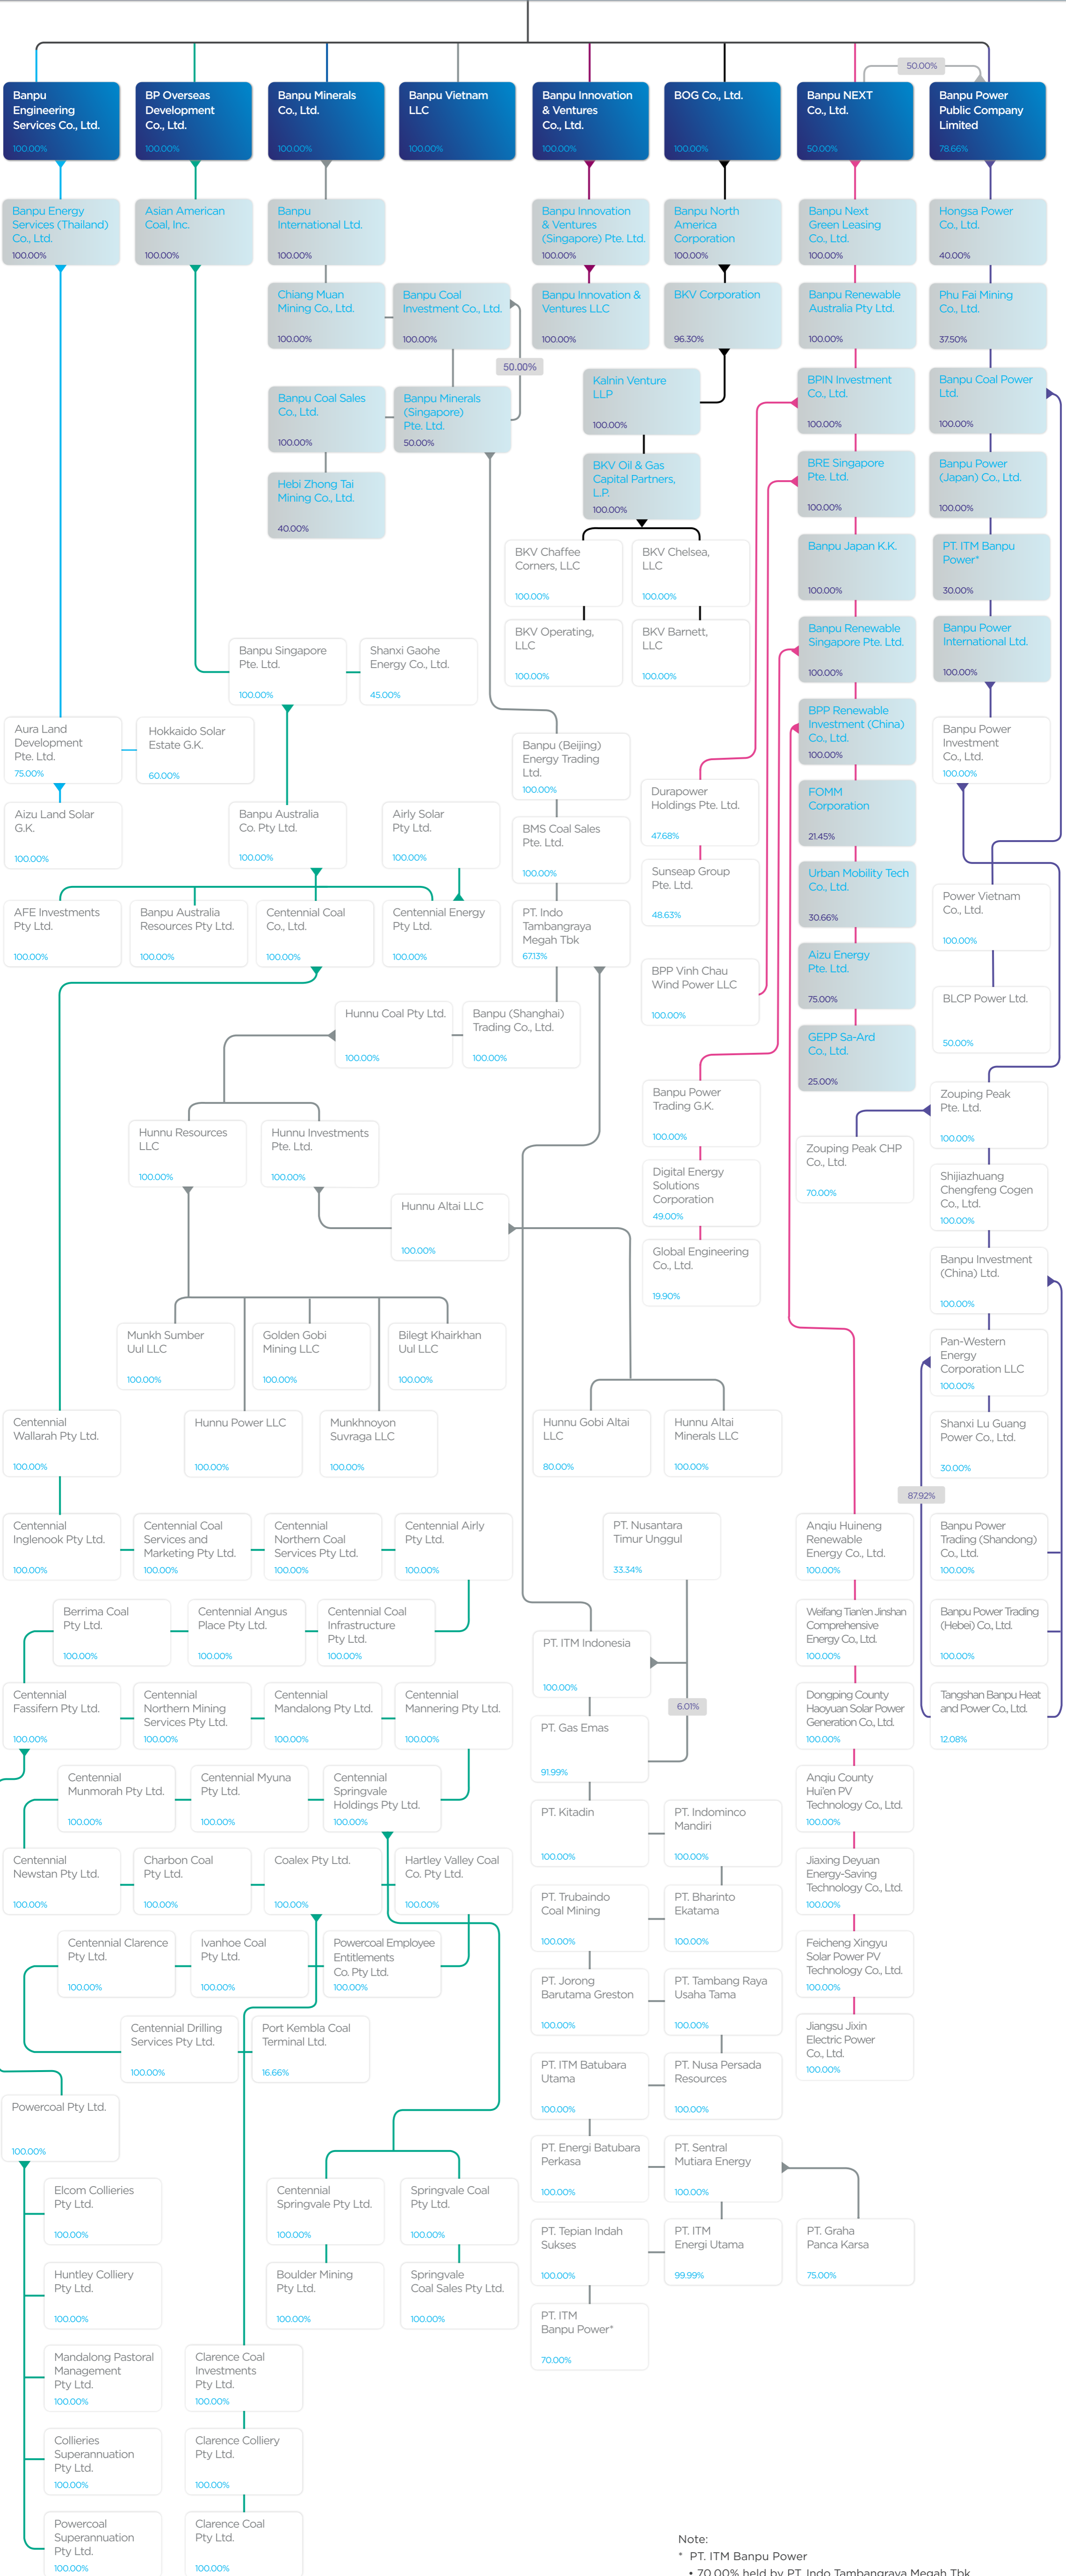 50.00%
Banpu
Engineering
Services Co., Ltd.
100.00%
BP Overseas
Development
Co., Ltd.
100.00%
Banpu Minerals
Co., Ltd.
100.00%
Banpu Vietnam
LLC
100.00%
Banpu Innovation
& Ventures
Co., Ltd.
100.00%
BOG Co., Ltd.
100.00%
Banpu NEXT
Co., Ltd.
50.00%
Banpu Power
Public Company
Limited
78.66%
Banpu Energy
Services (Thailand)
Co., Ltd.
100.00%
Asian American
Coal, Inc.
100.00%
Banpu
International Ltd.
100.00%
Banpu Innovation
& Ventures
(Singapore) Pte. Ltd.
100.00%
Banpu North
America
Corporation
100.00%
Banpu Next
Green Leasing
Co., Ltd.
100.00%
Hongsa Power
Co., Ltd.
40.00%
Chiang Muan
Mining Co., Ltd.
100.00%
Banpu Coal
Investment Co., Ltd.
100.00%
Banpu Innovation &
Ventures LLC
100.00%
BKV Corporation
96.30%
Banpu Renewable
Australia Pty Ltd.
100.00%
Phu Fai Mining
Co., Ltd.
37.50%
50.00%
Kalnin Venture
LLP
100.00%
BPIN Investment
Co., Ltd.
100.00%
Banpu Coal Power
Ltd.
100.00%
Banpu Coal Sales
Co., Ltd.
100.00%
Banpu Minerals
(Singapore)
Pte. Ltd.
50.00%
BKV Oil & Gas
Capital Partners,
L.P.
100.00%
BRE Singapore
Pte. Ltd.
100.00%
Banpu Power
(Japan) Co., Ltd.
100.00%
Hebi Zhong Tai
Mining Co., Ltd.
40.00%
BKV Chaffee
Corners, LLC
100.00%
BKV Chelsea,
LLC
100.00%
Banpu Japan K.K.
100.00%
PT. ITM Banpu
Power*
30.00%
BKV Operating,
LLC
100.00%
BKV Barnett,
LLC
100.00%
Banpu Renewable
Singapore Pte. Ltd.
100.00%
Banpu Power
International Ltd.
100.00%
Banpu Singapore
Pte. Ltd.
100.00%
Shanxi Gaohe
Energy Co., Ltd.
45.00%
BPP Renewable
Investment (China)
Co., Ltd.
100.00%
Aura Land
Development
Pte. Ltd.
75.00%
Hokkaido Solar
Estate G.K.
60.00%
Banpu (Beijing)
Energy Trading
Ltd.
100.00%
Banpu Power
Investment
Co., Ltd.
100.00%
Durapower
Holdings Pte. Ltd.
47.68%
FOMM
Corporation
21.45%
Aizu Land Solar
G.K.
100.00%
Banpu Australia
Co. Pty Ltd.
100.00%
Airly Solar
Pty Ltd.
100.00%
BMS Coal Sales
Pte. Ltd.
100.00%
Sunseap Group
Pte. Ltd.
48.63%
Urban Mobility Tech
Co., Ltd.
30.66%
Power Vietnam
Co., Ltd.
100.00%
AFE Investments
Pty Ltd.
100.00%
Banpu Australia
Resources Pty Ltd.
100.00%
Centennial Coal
Co., Ltd.
100.00%
Centennial Energy
Pty Ltd.
100.00%
PT. Indo
Tambangraya
Megah Tbk
67.13%
Aizu Energy
Pte. Ltd.
75.00%
BPP Vinh Chau
Wind Power LLC
100.00%
BLCP Power Ltd.
50.00%
Hunnu Coal Pty Ltd.
100.00%
Banpu (Shanghai)
Trading Co., Ltd.
100.00%
GEPP Sa-Ard
Co., Ltd.
25.00%
Banpu Power
Trading G.K.
100.00%
Zouping Peak
Pte. Ltd.
100.00%
Hunnu Resources
LLC
100.00%
Hunnu Investments
Pte. Ltd.
100.00%
Zouping Peak CHP
Co., Ltd.
70.00%
Digital Energy
Solutions
Corporation
49.00%
Shijiazhuang
Chengfeng Cogen
Co., Ltd.
100.00%
Hunnu Altai LLC
100.00%
Global Engineering
Co., Ltd.
19.90%
Banpu Investment
(China) Ltd.
100.00%
Munkh Sumber
Uul LLC
100.00%
Golden Gobi
Mining LLC
100.00%
Bilegt Khairkhan
Uul LLC
100.00%
Pan-Western
Energy
Corporation LLC
100.00%
Centennial
Wallarah Pty Ltd.
100.00%
Hunnu Power LLC
100.00%
Munkhnoyon
Suvraga LLC
100.00%
Hunnu Gobi Altai
LLC
80.00%
Hunnu Altai
Minerals LLC
100.00%
Shanxi Lu Guang
Power Co., Ltd.
30.00%
87.92%
Centennial
Inglenook Pty Ltd.
100.00%
Centennial Coal
Services and
Marketing Pty Ltd.
100.00%
Centennial
Northern Coal
Services Pty Ltd.
100.00%
Centennial Airly
Pty Ltd.
100.00%
PT. Nusantara
Timur Unggul
33.34%
Anqiu Huineng
Renewable
Energy Co., Ltd.
100.00%
Banpu Power
Trading (Shandong)
Co., Ltd.
100.00%
Berrima Coal
Pty Ltd.
100.00%
Centennial Angus
Place Pty Ltd.
100.00%
Centennial Coal
Infrastructure
Pty Ltd.
100.00%
PT. ITM Indonesia
100.00%
Weifang Tian'en Jinshan
Comprehensive
Energy Co., Ltd.
100.00%
Banpu Power Trading
(Hebei) Co., Ltd.
100.00%
Centennial
Fassifern Pty Ltd.
100.00%
Centennial
Northern Mining
Services Pty Ltd.
100.00%
Centennial
Mandalong Pty Ltd.
100.00%
Centennial
Mannering Pty Ltd.
100.00%
6.01%
PT. Gas Emas
91.99%
Dongping County
Haoyuan Solar Power
Generation Co., Ltd.
100.00%
Tangshan Banpu Heat
and Power Co., Ltd.
12.08%
Centennial
Munmorah Pty Ltd.
100.00%
Centennial Myuna
Pty Ltd.
100.00%
Centennial
Springvale
Holdings Pty Ltd.
100.00%
PT. Kitadin
100.00%
PT. Indominco
Mandiri
100.00%
Anqiu County
Hui'en PV
Technology Co., Ltd.
100.00%
Centennial
Newstan Pty Ltd.
100.00%
Charbon Coal
Pty Ltd.
100.00%
Coalex Pty Ltd.
100.00%
Hartley Valley Coal
Co. Pty Ltd.
100.00%
PT. Trubaindo
Coal Mining
100.00%
PT. Bharinto
Ekatama
100.00%
Jiaxing Deyuan
Energy-Saving
Technology Co., Ltd.
100.00%
Centennial Clarence
Pty Ltd.
100.00%
Ivanhoe Coal
Pty Ltd.
100.00%
Powercoal Employee
Entitlements
Co. Pty Ltd.
100.00%
PT. Jorong
Barutama Greston
100.00%
PT. Tambang Raya
Usaha Tama
100.00%
Feicheng Xingyu
Solar Power PV
Technology Co., Ltd.
100.00%
Centennial Drilling
Services Pty Ltd.
100.00%
Port Kembla Coal
Terminal Ltd.
16.66%
PT. ITM Batubara
Utama
100.00%
PT. Nusa Persada
Resources
100.00%
Jiangsu Jixin
Electric Power
Co., Ltd.
100.00%
Powercoal Pty Ltd.
100.00%
PT. Energi Batubara
Perkasa
100.00%
PT. Sentral
Mutiara Energy
100.00%
Elcom Collieries
Pty Ltd.
100.00%
Centennial
Springvale Pty Ltd.
100.00%
Springvale Coal
Pty Ltd.
100.00%
PT. Tepian Indah
Sukses
100.00%
PT. ITM
Energi Utama
99.99%
PT. Graha
Panca Karsa
75.00%
Huntley Colliery
Pty Ltd.
100.00%
Boulder Mining
Pty Ltd.
100.00%
Springvale
Coal Sales Pty Ltd.
100.00%
PT. ITM
Banpu Power*
70.00%
Mandalong Pastoral
Management
Pty Ltd.
100.00%
Clarence Coal
Investments
Pty Ltd.
100.00%
Collieries
Superannuation
Pty Ltd.
100.00%
Clarence Colliery
Pty Ltd.
100.00%
Powercoal
Superannuation
Pty Ltd.
100.00%
Clarence Coal
Pty Ltd.
100.00%
Note:
* PT. ITM Banpu Power
• 70.00% held by PT. Indo Tambangraya Megah Tbk